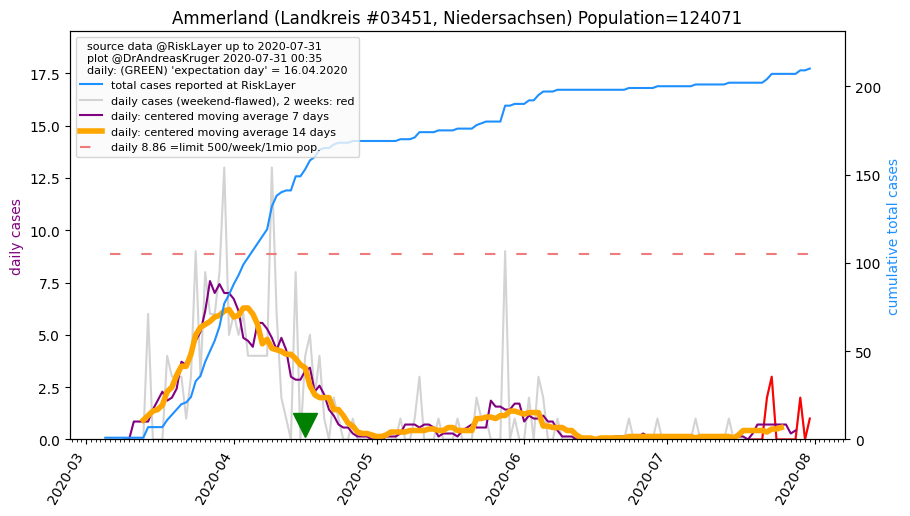 Ammerland (Landkreis #03451, Niedersachsen) Population=124071
source data @RiskLayer up to 2020-07-31
plot @DrAndreasKruger 2020-07-31 00:35
daily: (GREEN) 'expectation day' = 16.04.2020
total cases reported at RiskLayer
daily cases (weekend-flawed), 2 weeks: red
daily: centered moving average 7 days
daily: centered moving average 14 days
daily 8.86 =limit 500/week/1mio pop.
daily cases
17.5
15.0
12.5
10.0
7.5
5.0
2.5
0.0
cumulative total cases
200
150
100
50
0
2020-03
2020-04
2020-05
2020-06
2020-07
2020-08